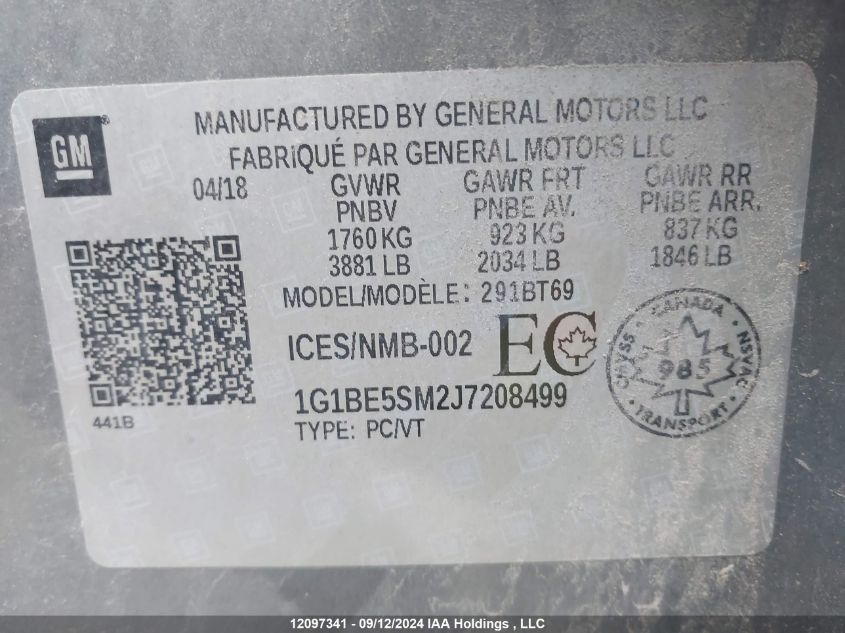 GM
MANUFACTURED BY GENERAL MOTORS LLC
FABRIQUÉ PAR GENERAL MOTORS LLC
04/18 GVWR GAWR FRT GAWR RR
PNBV PNBE AV. PNBE ARR.
1760 KG 923 KG 837 KG
3881 LB 2034 LB 1846 LB
MODEL/MODÈLE: 291BT69
ICES/NMB-002 EC
1G1BE5SM2J7208499
441B
TYPE: PC/VT
CANADA
CMVSS NSVAC
985
TRANSPORT
12097341 - 09/12/2024 IAA Holdings , LLC